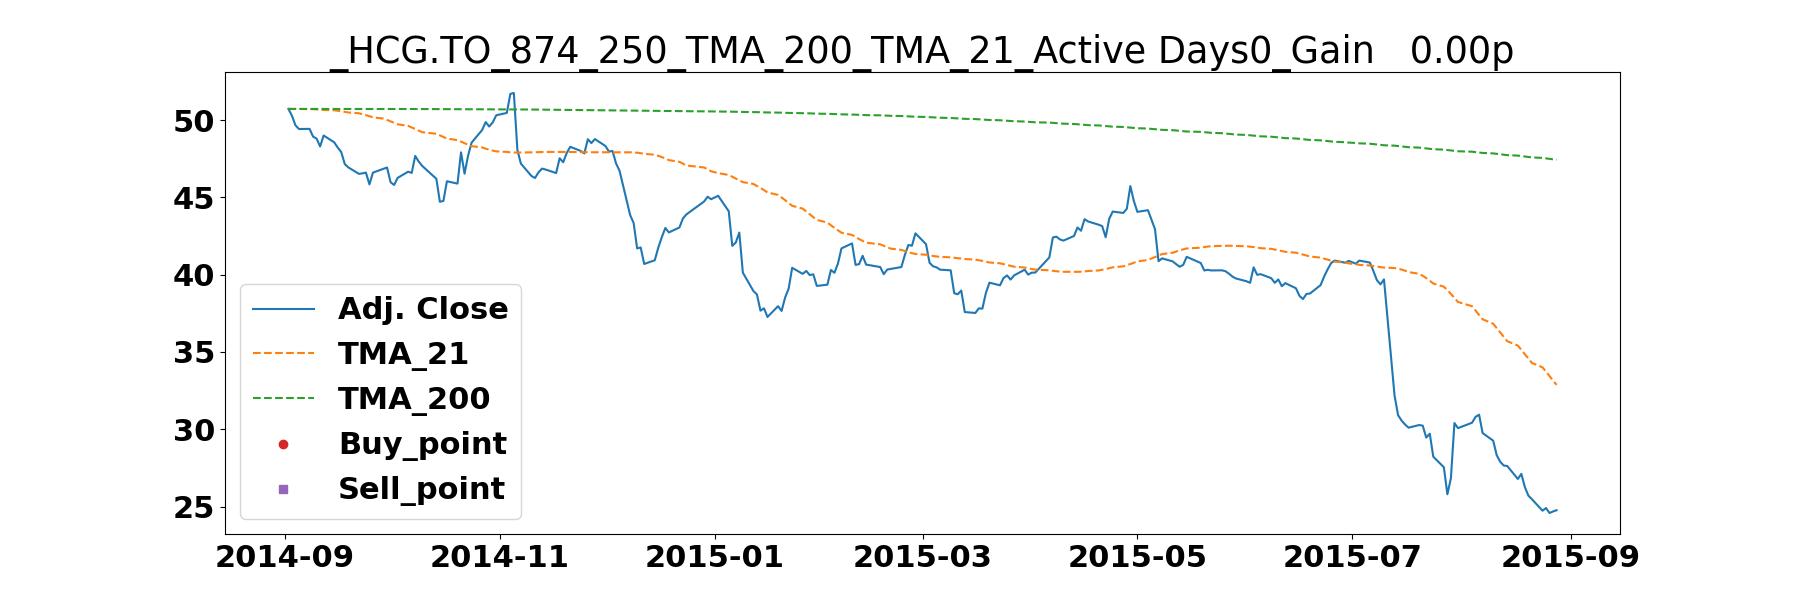 _HCG.TO_874_250_TMA_200_TMA_21_Active Days0_Gain   0.00p
50
45
40
35
30
25
Adj. Close
TMA_21
TMA_200
Buy_point
Sell_point
2014-09 2014-11 2015-01 2015-03 2015-05 2015-07 2015-09